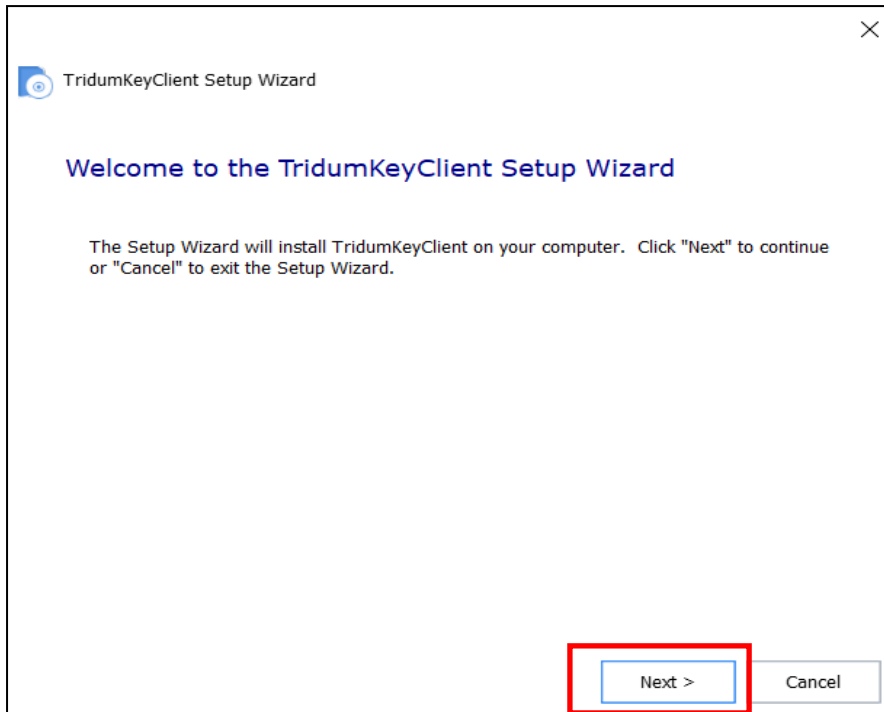 TridumKeyClient Setup Wizard
Welcome to the TridumKeyClient Setup Wizard
The Setup Wizard will install TridumKeyClient on your computer.  Click "Next" to continue
or "Cancel" to exit the Setup Wizard.
Next >
Cancel